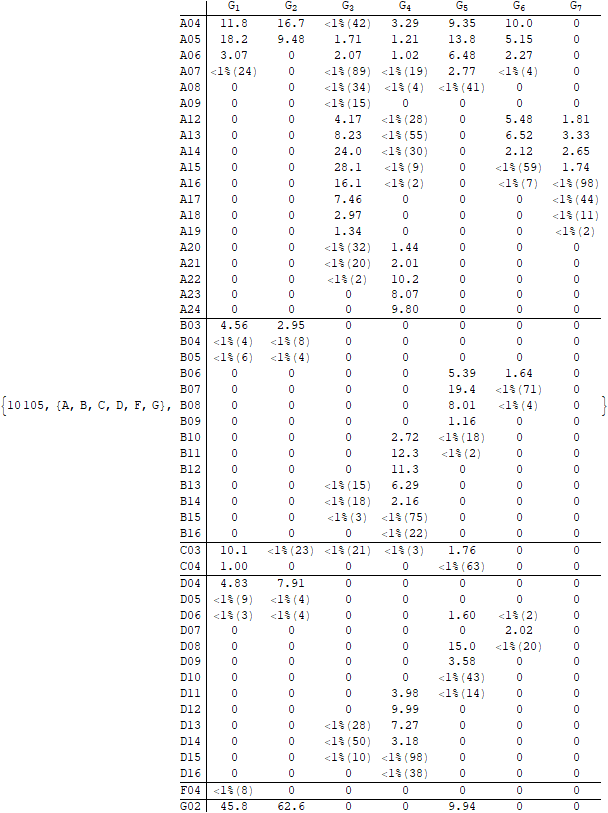 G1 G2 G3 G4 G5 G6 G7
A04 11.8 16.7 <1%(42) 3.29 9.35 10.0 0
A05 18.2 9.48 1.71 1.21 13.8 5.15 0
A06 3.07 0 2.07 1.02 6.48 2.27 0
A07 <1%(24) 0 <1%(89) <1%(19) 2.77 <1%(4) 0
A08 0 0 <1%(34) <1%(4) <1%(41) 0 0
A09 0 0 <1%(15) 0 0 0 0
A12 0 0 4.17 <1%(28) 0 5.48 1.81
A13 0 0 8.23 <1%(55) 0 6.52 3.33
A14 0 0 24.0 <1%(30) 0 2.12 2.65
A15 0 0 28.1 <1%(9) 0 <1%(59) 1.74
A16 0 0 16.1 <1%(2) 0 <1%(7) <1%(98)
A17 0 0 7.46 0 0 0 <1%(44)
A18 0 0 2.97 0 0 0 <1%(11)
A19 0 0 1.34 0 0 0 <1%(2)
A20 0 0 <1%(32) 1.44 0 0 0
A21 0 0 <1%(20) 2.01 0 0 0
A22 0 0 <1%(2) 10.2 0 0 0
A23 0 0 0 8.07 0 0 0
A24 0 0 0 9.80 0 0 0
B03 4.56 2.95 0 0 0 0 0
B04 <1%(4) <1%(8) 0 0 0 0 0
B05 <1%(6) <1%(4) 0 0 0 0 0
B06 0 0 0 0 5.39 1.64 0
B07 0 0 0 0 19.4 <1%(71) 0
{10105, {A, B, C, D, F, G}, B08 0 0 0 0 8.01 <1%(4) 0 }
B09 0 0 0 0 1.16 0 0
B10 0 0 0 2.72 <1%(18) 0 0
B11 0 0 0 12.3 <1%(2) 0 0
B12 0 0 0 11.3 0 0 0
B13 0 0 <1%(15) 6.29 0 0 0
B14 0 0 <1%(18) 2.16 0 0 0
B15 0 0 <1%(3) <1%(75) 0 0 0
B16 0 0 0 <1%(22) 0 0 0
C03 10.1 <1%(23) <1%(21) <1%(3) 1.76 0 0
C04 1.00 0 0 0 <1%(63) 0 0
D04 4.83 7.91 0 0 0 0 0
D05 <1%(9) <1%(4) 0 0 0 0 0
D06 <1%(3) <1%(4) 0 0 1.60 <1%(2) 0
D07 0 0 0 0 0 2.02 0
D08 0 0 0 0 15.0 <1%(20) 0
D09 0 0 0 0 3.58 0 0
D10 0 0 0 0 <1%(43) 0 0
D11 0 0 0 3.98 <1%(14) 0 0
D12 0 0 0 9.99 0 0 0
D13 0 0 <1%(28) 7.27 0 0 0
D14 0 0 <1%(50) 3.18 0 0 0
D15 0 0 <1%(10) <1%(98) 0 0 0
D16 0 0 0 <1%(38) 0 0 0
F04 <1%(8) 0 0 0 0 0 0
G02 45.8 62.6 0 0 9.94 0 0